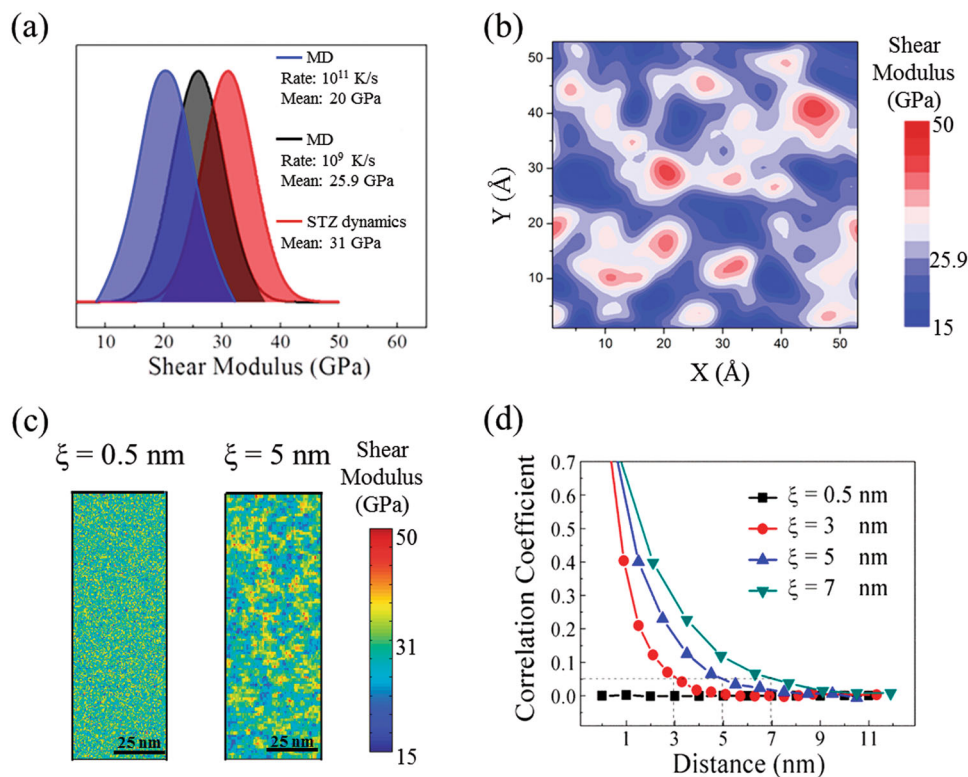 (a)
MD
Rate: 10¹¹ K/s
Mean: 20 GPa
MD
Rate: 10⁹ K/s
Mean: 25.9 GPa
STZ dynamics
Mean: 31 GPa
10 20 30 40 50 60
Shear Modulus (GPa)
(b)
Shear
Modulus
(GPa)
50
25.9
15
50
40
30
20
10
Y (Å)
10 20 30 40 50
X (Å)
(c)
ξ = 0.5 nm
ξ = 5 nm
25 nm
25 nm
Shear
Modulus
(GPa)
50
31
15
(d)
Correlation Coefficient
0.7
0.6
0.5
0.4
0.3
0.2
0.1
0.0
ξ = 0.5 nm
ξ = 3 nm
ξ = 5 nm
ξ = 7 nm
1 3 5 7 9 11
Distance (nm)